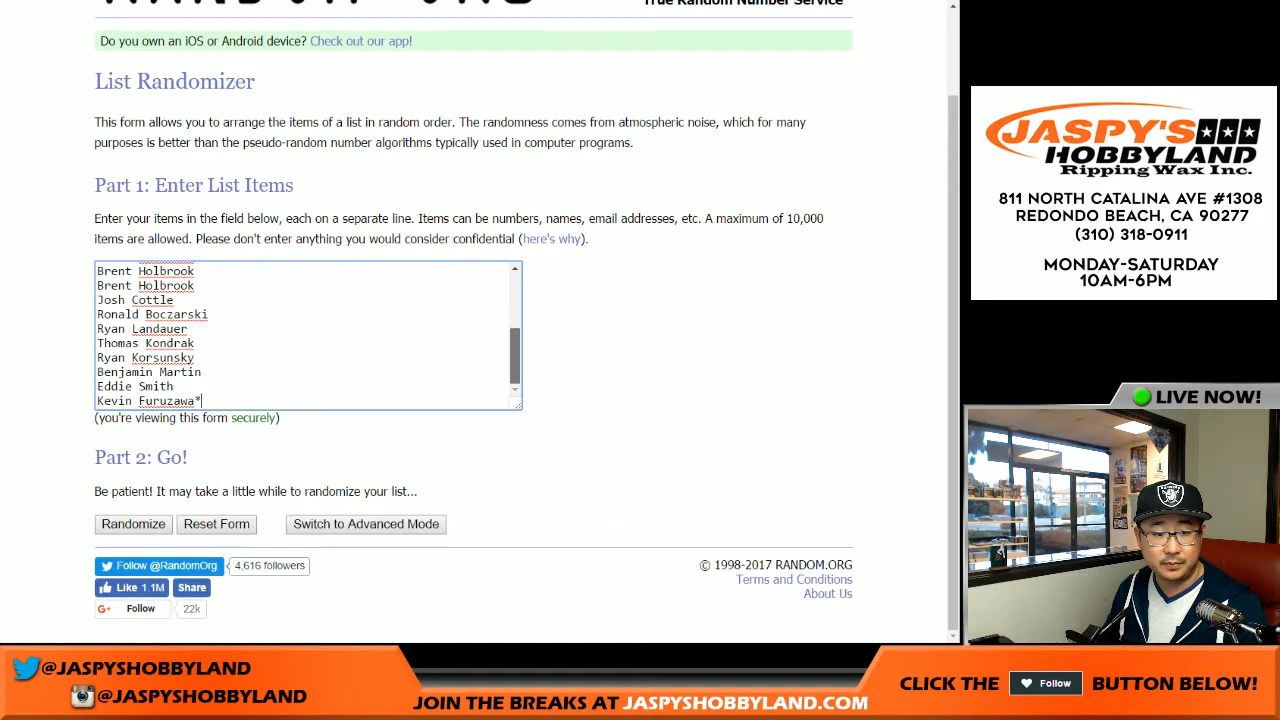 True Random Number Service
Do you own an iOS or Android device? Check out our app!
List Randomizer
This form allows you to arrange the items of a list in random order. The randomness comes from atmospheric noise, which for many
purposes is better than the pseudo-random number algorithms typically used in computer programs.
Part 1: Enter List Items
Enter your items in the field below, each on a separate line. Items can be numbers, names, email addresses, etc. A maximum of 10,000
items are allowed. Please don't enter anything you would consider confidential (here's why).
Brent Holbrook
Brent Holbrook
Josh Cottle
Ronald Boczarski
Ryan Landauer
Thomas Kondrak
Ryan Korsunsky
Benjamin Martin
Eddie Smith
Kevin Furuzawa*
(you're viewing this form securely)
Part 2: Go!
Be patient! It may take a little while to randomize your list...
Randomize
Reset Form
Switch to Advanced Mode
Follow @RandomOrg
4,616 followers
Like 1.1M
Share
G+ Follow
22k
© 1998-2017 RANDOM.ORG
Terms and Conditions
About Us
JASPY'S
HOBBYLAND
Ripping Wax Inc.
811 NORTH CATALINA AVE #1308
REDONDO BEACH, CA 90277
(310) 318-0911
MONDAY-SATURDAY
10AM-6PM
LIVE NOW!
@JASPYSHOBBYLAND
@JASPYSHOBBYLAND
JOIN THE BREAKS AT JASPYSHOBBYLAND.COM
CLICK THE
Follow
BUTTON BELOW!